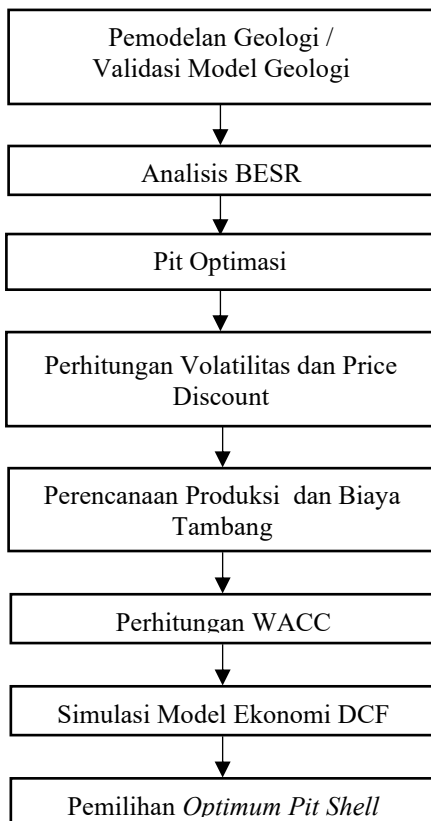 Pemodelan Geologi /
Validasi Model Geologi
Analisis BESR
Pit Optimasi
Perhitungan Volatilitas dan Price
Discount
Perencanaan Produksi  dan Biaya
Tambang
Perhitungan WACC
Simulasi Model Ekonomi DCF
Pemilihan Optimum Pit Shell